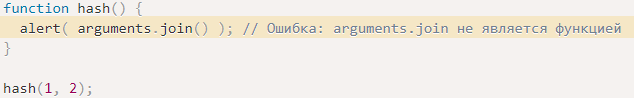 function hash() {
  alert( arguments.join() ); // Ошибка: arguments.join не является функцией
}
hash(1, 2);